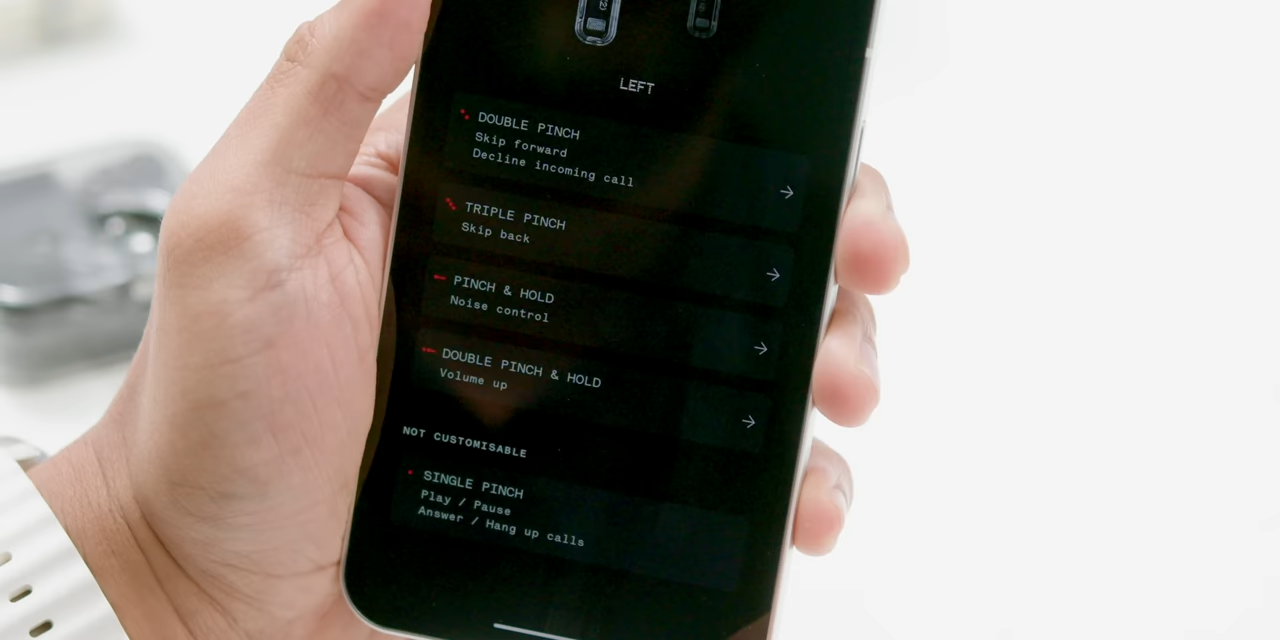 LEFT
DOUBLE PINCH
Skip forward
Decline incoming call
TRIPLE PINCH
Skip back
PINCH & HOLD
Noise control
DOUBLE PINCH & HOLD
Volume up
NOT CUSTOMISABLE
SINGLE PINCH
Play / Pause
Answer / Hang up calls